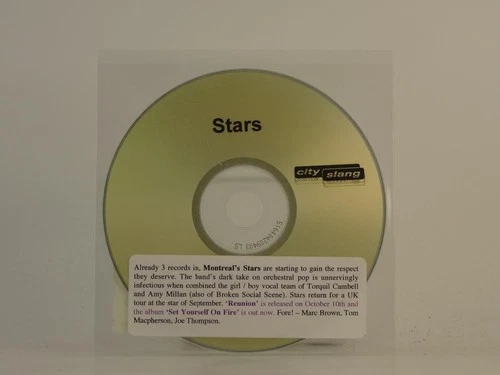 Stars
city slang
Already 3 records in, Montreal's Stars are starting to gain the respect
they deserve. The band's dark take on orchestral pop is unnervingly
infectious when combined the girl / boy vocal team of Torquil Cambell
and Amy Millan (also of Broken Social Scene). Stars return for a UK
tour at the star of September. 'Reunion' is released on October 10th and
the album 'Set Yourself On Fire' is out now. Fore! – Marc Brown, Tom
Macpherson, Joe Thompson.